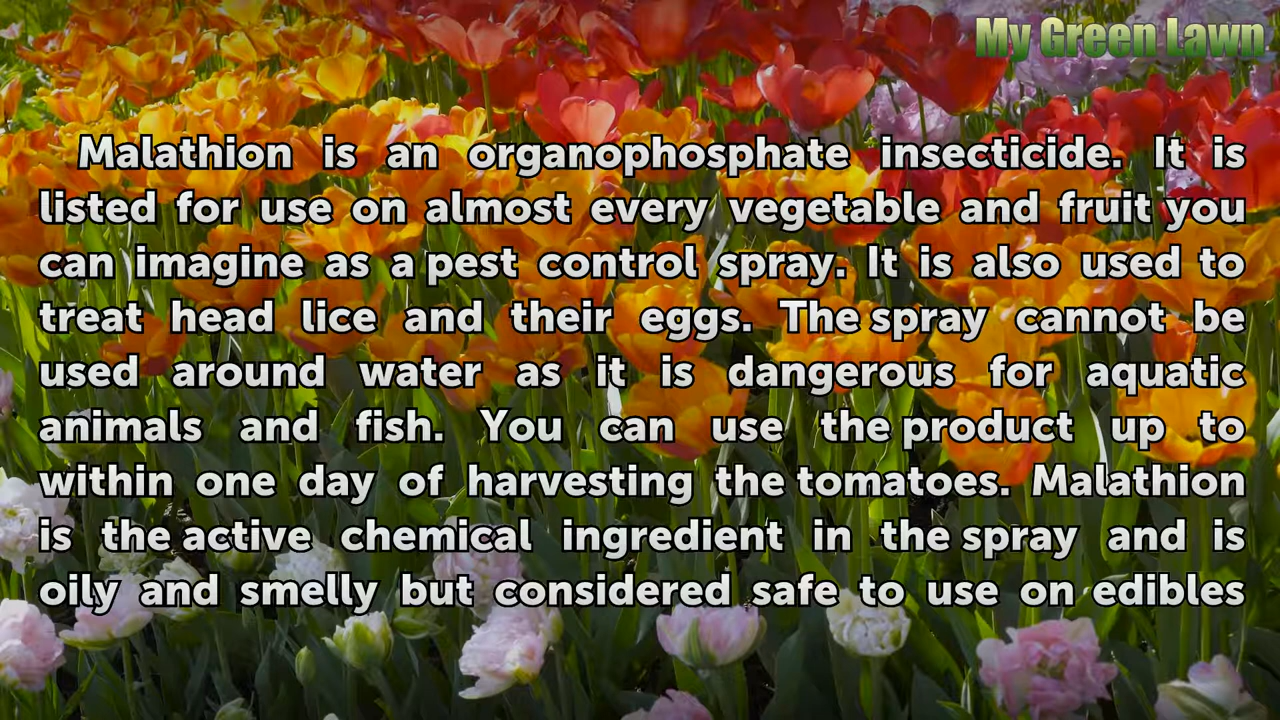 My Green Lawn
Malathion is an organophosphate insecticide. It is
listed for use on almost every vegetable and fruit you
can imagine as a pest control spray. It is also used to
treat head lice and their eggs. The spray cannot be
used around water as it is dangerous for aquatic
animals and fish. You can use the product up to
within one day of harvesting the tomatoes. Malathion
is the active chemical ingredient in the spray and is
oily and smelly but considered safe to use on edibles